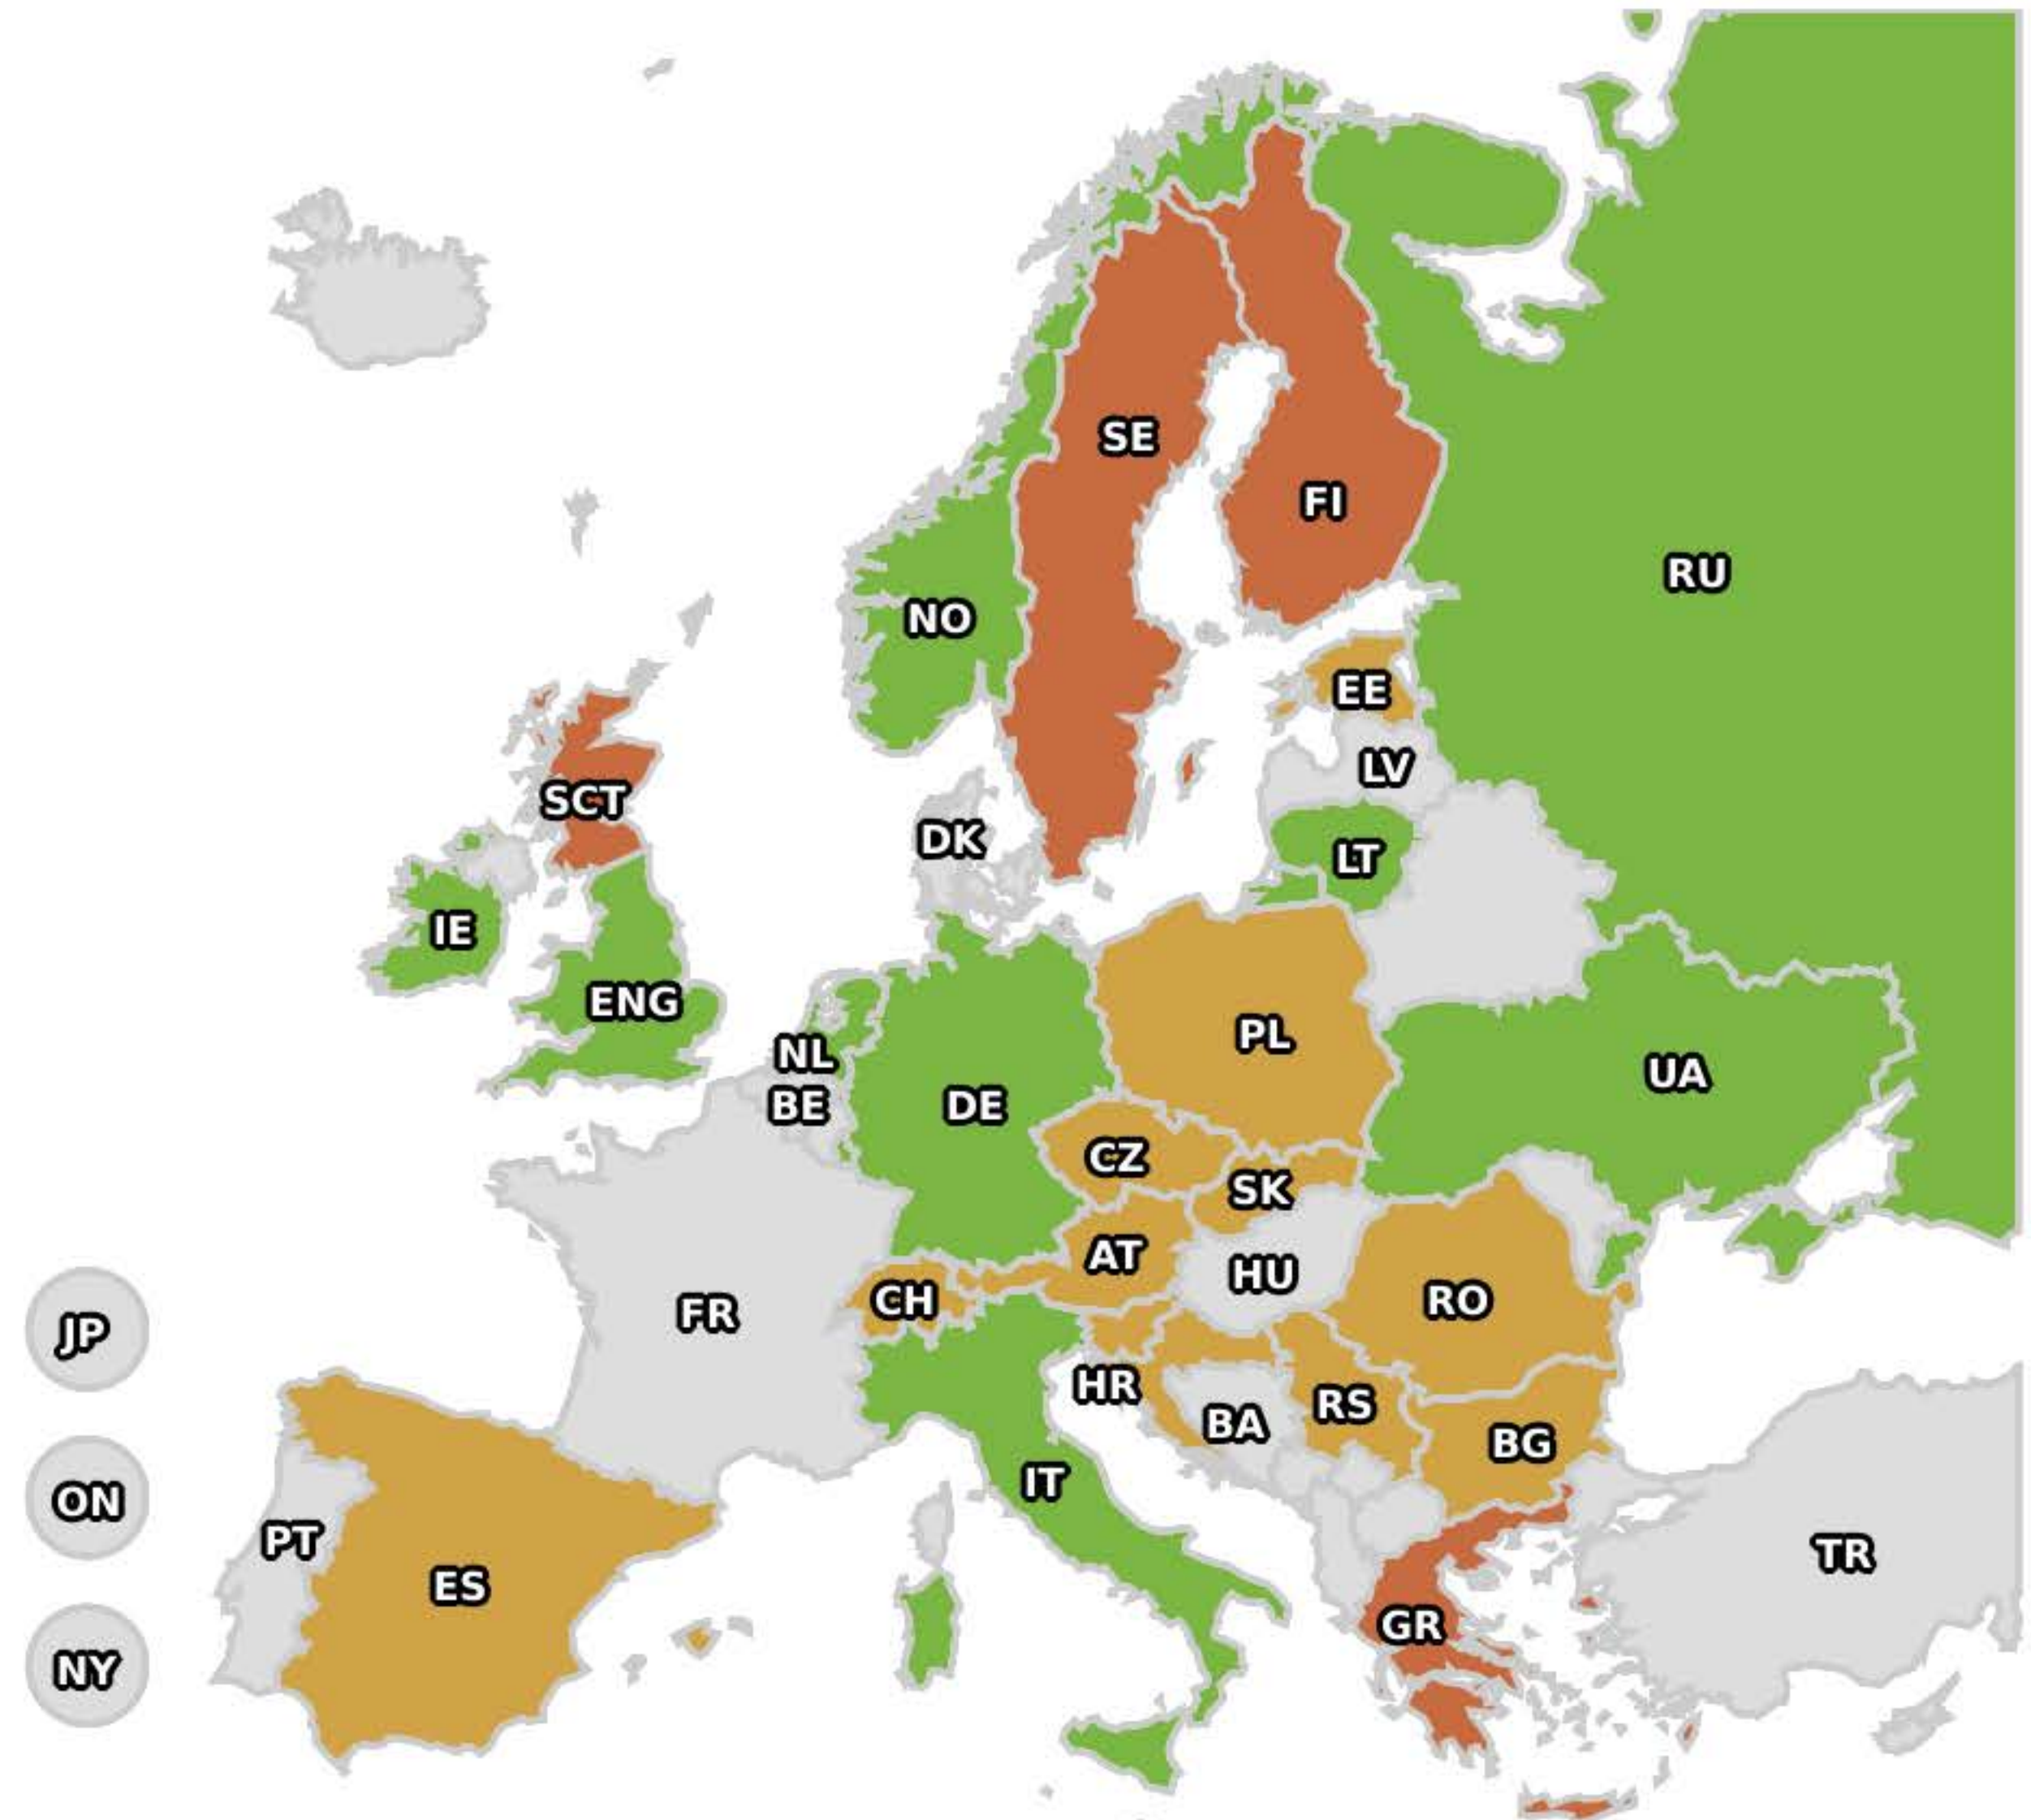 SE
FI
RU
NO
EE
LV
SCT
DK
LT
IE
ENG
PL
NL
UA
BE
DE
CZ
SK
AT
HU
CH
RO
FR
JP
HR
RS
BA
BG
IT
ON
PT
TR
ES
GR
NY